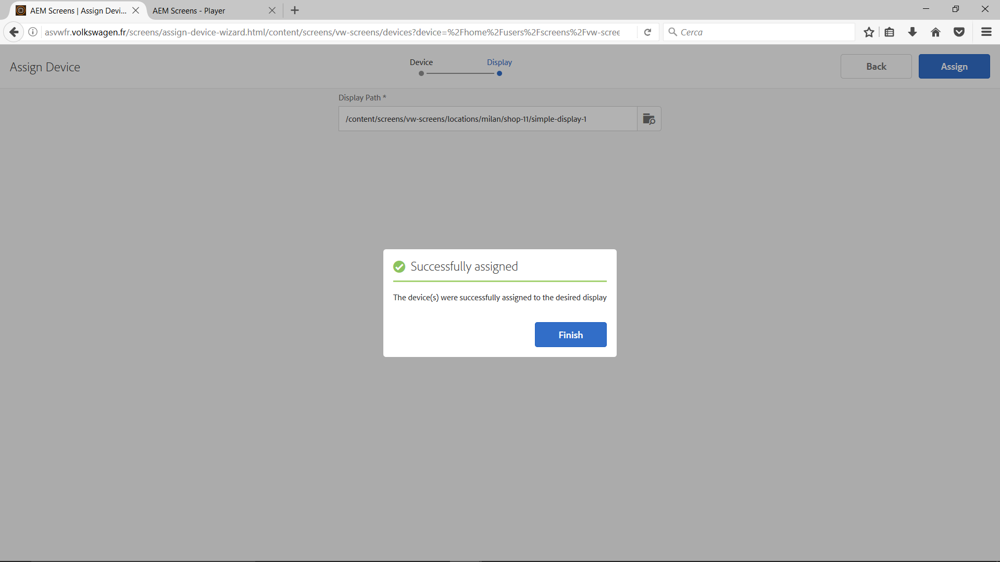 AEM Screens | Assign Devi...
AEM Screens - Player
asvwfr.volkswagen.fr/screens/assign-device-wizard.html/content/screens/vw-screens/devices?device=%2Fhome%2Fusers%2Fscreens%2Fvw-scree
Cerca
Assign Device
Device
Display
Back
Assign
Display Path *
/content/screens/vw-screens/locations/milan/shop-11/simple-display-1
Successfully assigned
The device(s) were successfully assigned to the desired display
Finish